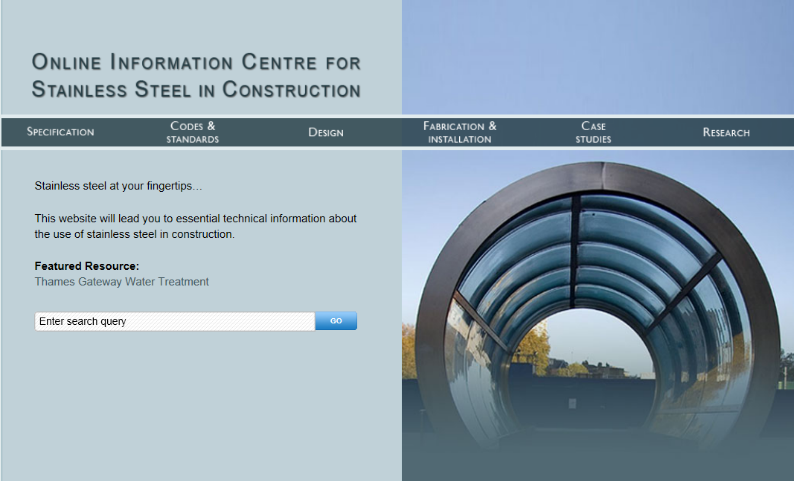 Online Information Centre for
Stainless Steel in Construction
Specification
Codes &
standards
Design
Fabrication &
installation
Case
studies
Research
Stainless steel at your fingertips...
This website will lead you to essential technical information about
the use of stainless steel in construction.
Featured Resource:
Thames Gateway Water Treatment
Enter search query
GO